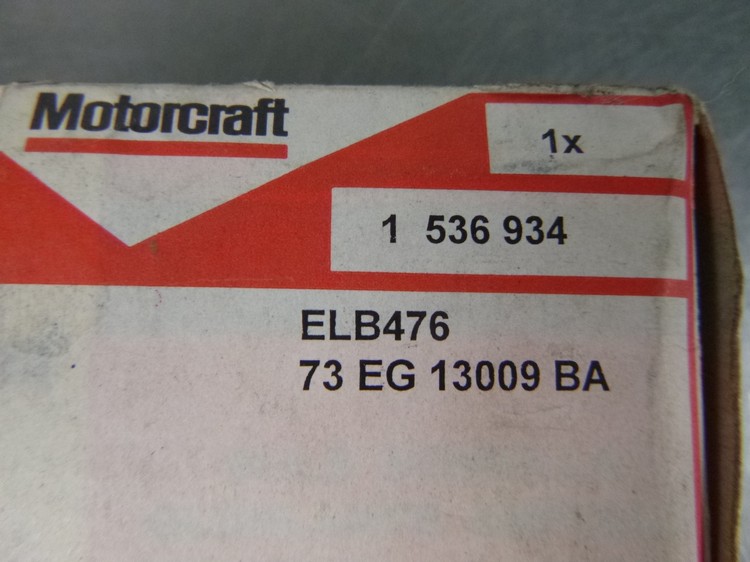 Motorcraft
1x
1 536 934
ELB476
73 EG 13009 BA